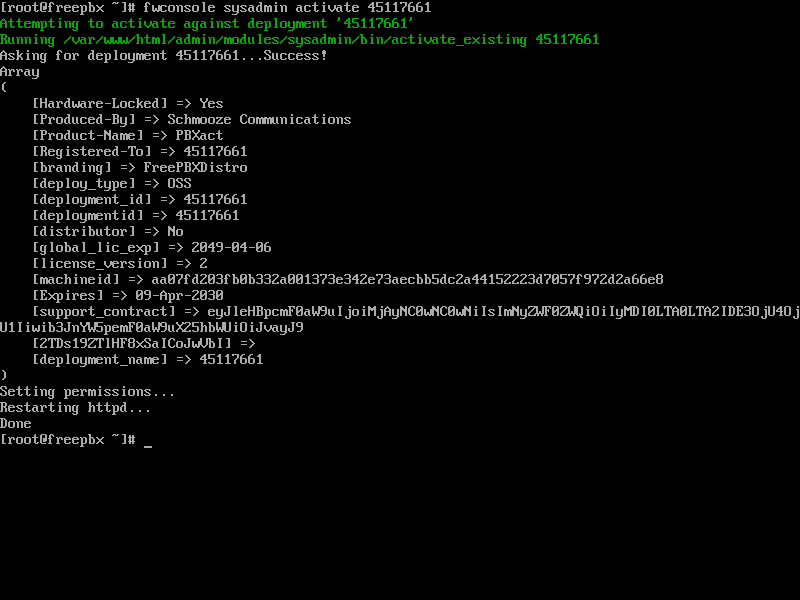 [root@freepbx ~]# fwconsole sysadmin activate 45117661
Attempting to activate against deployment '45117661'
Running /var/www/html/admin/modules/sysadmin/bin/activate_existing 45117661
Asking for deployment 45117661...Success!
Array
(
    [Hardware-Locked] => Yes
    [Produced-By] => Schmooze Communications
    [Product-Name] => PBXact
    [Registered-To] => 45117661
    [branding] => FreePBXDistro
    [deploy_type] => OSS
    [deployment_id] => 45117661
    [deploymentid] => 45117661
    [distributor] => No
    [global_lic_exp] => 2049-04-06
    [license_version] => 2
    [machineid] => aa07fd203fb0b332a001373e342e73aecbb5dc2a44152223d7057f972d2a66e8
    [Expires] => 09-Apr-2030
    [support_contract] => eyJleHBpcmF0aW9uIjoiMjAyNC0wNC0wNiIsImNyZWF0ZWQiOiIyMDI0LTA0LTA2IDE3OjU4Oj
U1Iiwib3JnYW5pemF0aW9uX25hbWUiOiJvayJ9
    [2TDs19ZTlHF8xSaICoJwVbI] =>
    [deployment_name] => 45117661
)
Setting permissions...
Restarting httpd...
Done
[root@freepbx ~]# _